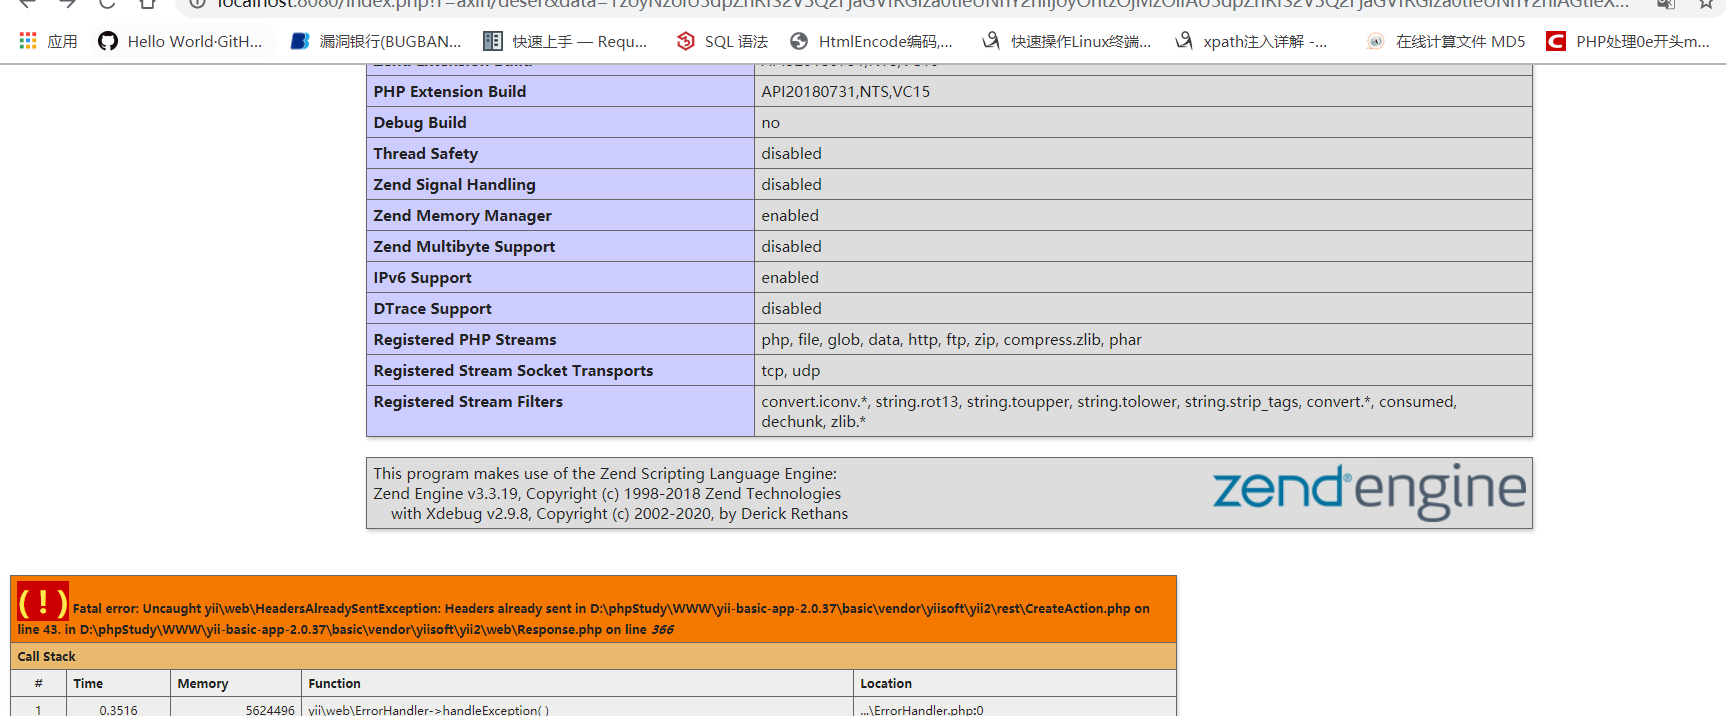 应用
Hello World·GitH...
漏洞银行(BUGBAN...
快速上手 — Requ...
SQL 语法
HtmlEncode编码,...
快速操作Linux终端...
xpath注入详解 -...
在线计算文件 MD5
PHP处理0e开头m...
PHP Extension Build API20180731,NTS,VC15
Debug Build no
Thread Safety disabled
Zend Signal Handling disabled
Zend Memory Manager enabled
Zend Multibyte Support disabled
IPv6 Support enabled
DTrace Support disabled
Registered PHP Streams php, file, glob, data, http, ftp, zip, compress.zlib, phar
Registered Stream Socket Transports tcp, udp
Registered Stream Filters convert.iconv.*, string.rot13, string.toupper, string.tolower, string.strip_tags, convert.*, consumed,
dechunk, zlib.*
This program makes use of the Zend Scripting Language Engine:
Zend Engine v3.3.19, Copyright (c) 1998-2018 Zend Technologies
with Xdebug v2.9.8, Copyright (c) 2002-2020, by Derick Rethans
zend®engine
( ! ) Fatal error: Uncaught yii\web\HeadersAlreadySentException: Headers already sent in D:\phpStudy\WWW\yii-basic-app-2.0.37\basic\vendor\yiisoft\yii2\rest\CreateAction.php on
line 43. in D:\phpStudy\WWW\yii-basic-app-2.0.37\basic\vendor\yiisoft\yii2\web\Response.php on line 366
Call Stack
# Time Memory Function Location
1 0.3516 5624496 yii\web\ErrorHandler->handleException( ) ...\ErrorHandler.php:0